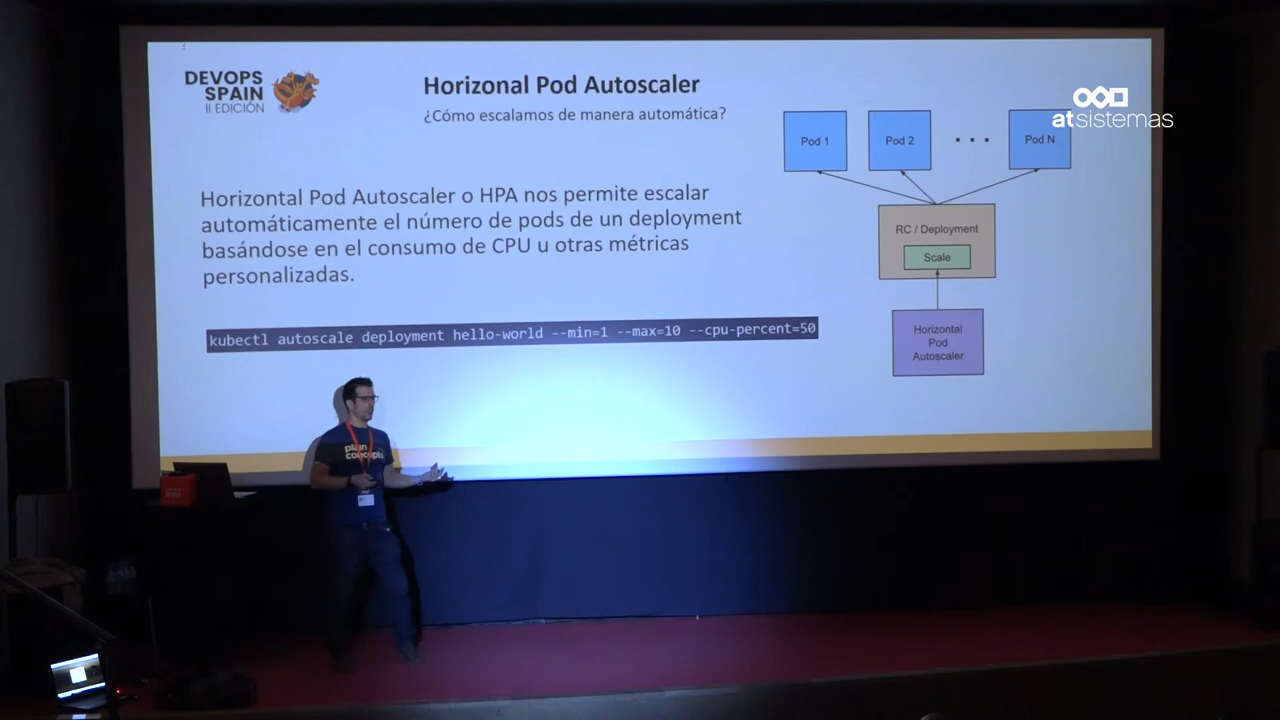 DEVOPS
SPAIN
II EDICIÓN
Horizonal Pod Autoscaler
¿Cómo escalamos de manera automática?
atsistemas
Pod 1
Pod 2
Pod N
Horizontal Pod Autoscaler o HPA nos permite escalar
automáticamente el número de pods de un deployment
basándose en el consumo de CPU u otras métricas
personalizadas.
RC / Deployment
Scale
Horizontal
Pod
Autoscaler
kubectl autoscale deployment hello-world --min=1 --max=10 --cpu-percent=50
plain
concepts